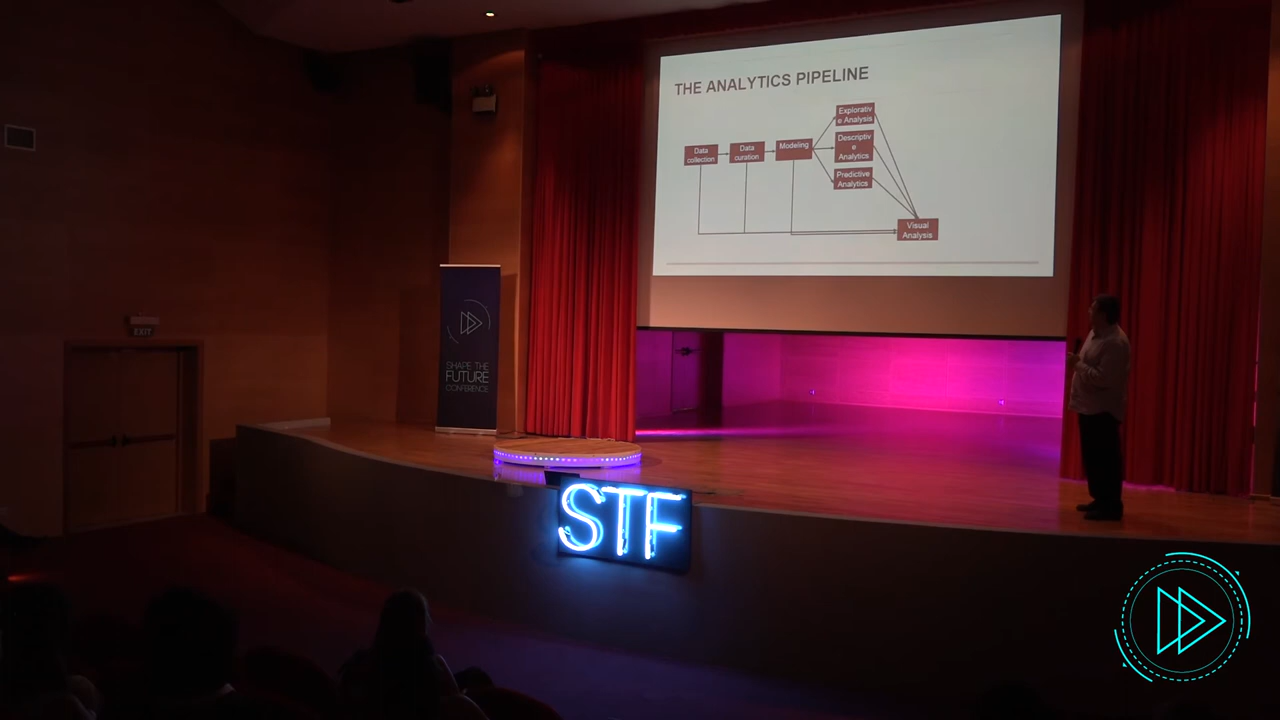 THE ANALYTICS PIPELINE
Explorativ
e Analysis
Data
collection
Data
curation
Modeling
Descriptiv
e
Analytics
Predictive
Analytics
Visual
Analysis
EXIT
SHAPE THE
FUTURE
CONFERENCE
STF